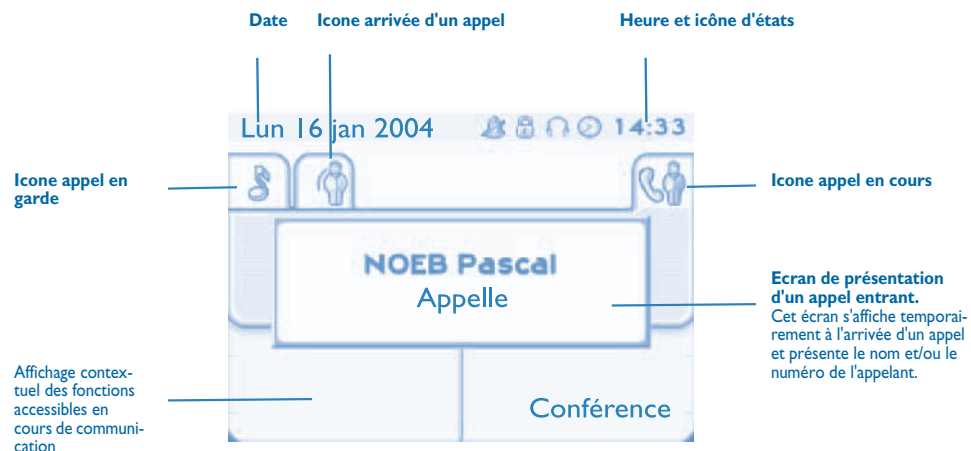 Date
Icone arrivée d'un appel
Heure et icône d'états
Lun 16 jan 2004
14:33
Icone appel en
garde
Icone appel en cours
NOEB Pascal
Appelle
Ecran de présentation
d'un appel entrant.
Cet écran s'affiche temporai-
rement à l'arrivée d'un appel
et présente le nom et/ou le
numéro de l'appelant.
Affichage contex-
tuel des fonctions
accessibles en
cours de communi-
cation
Conférence